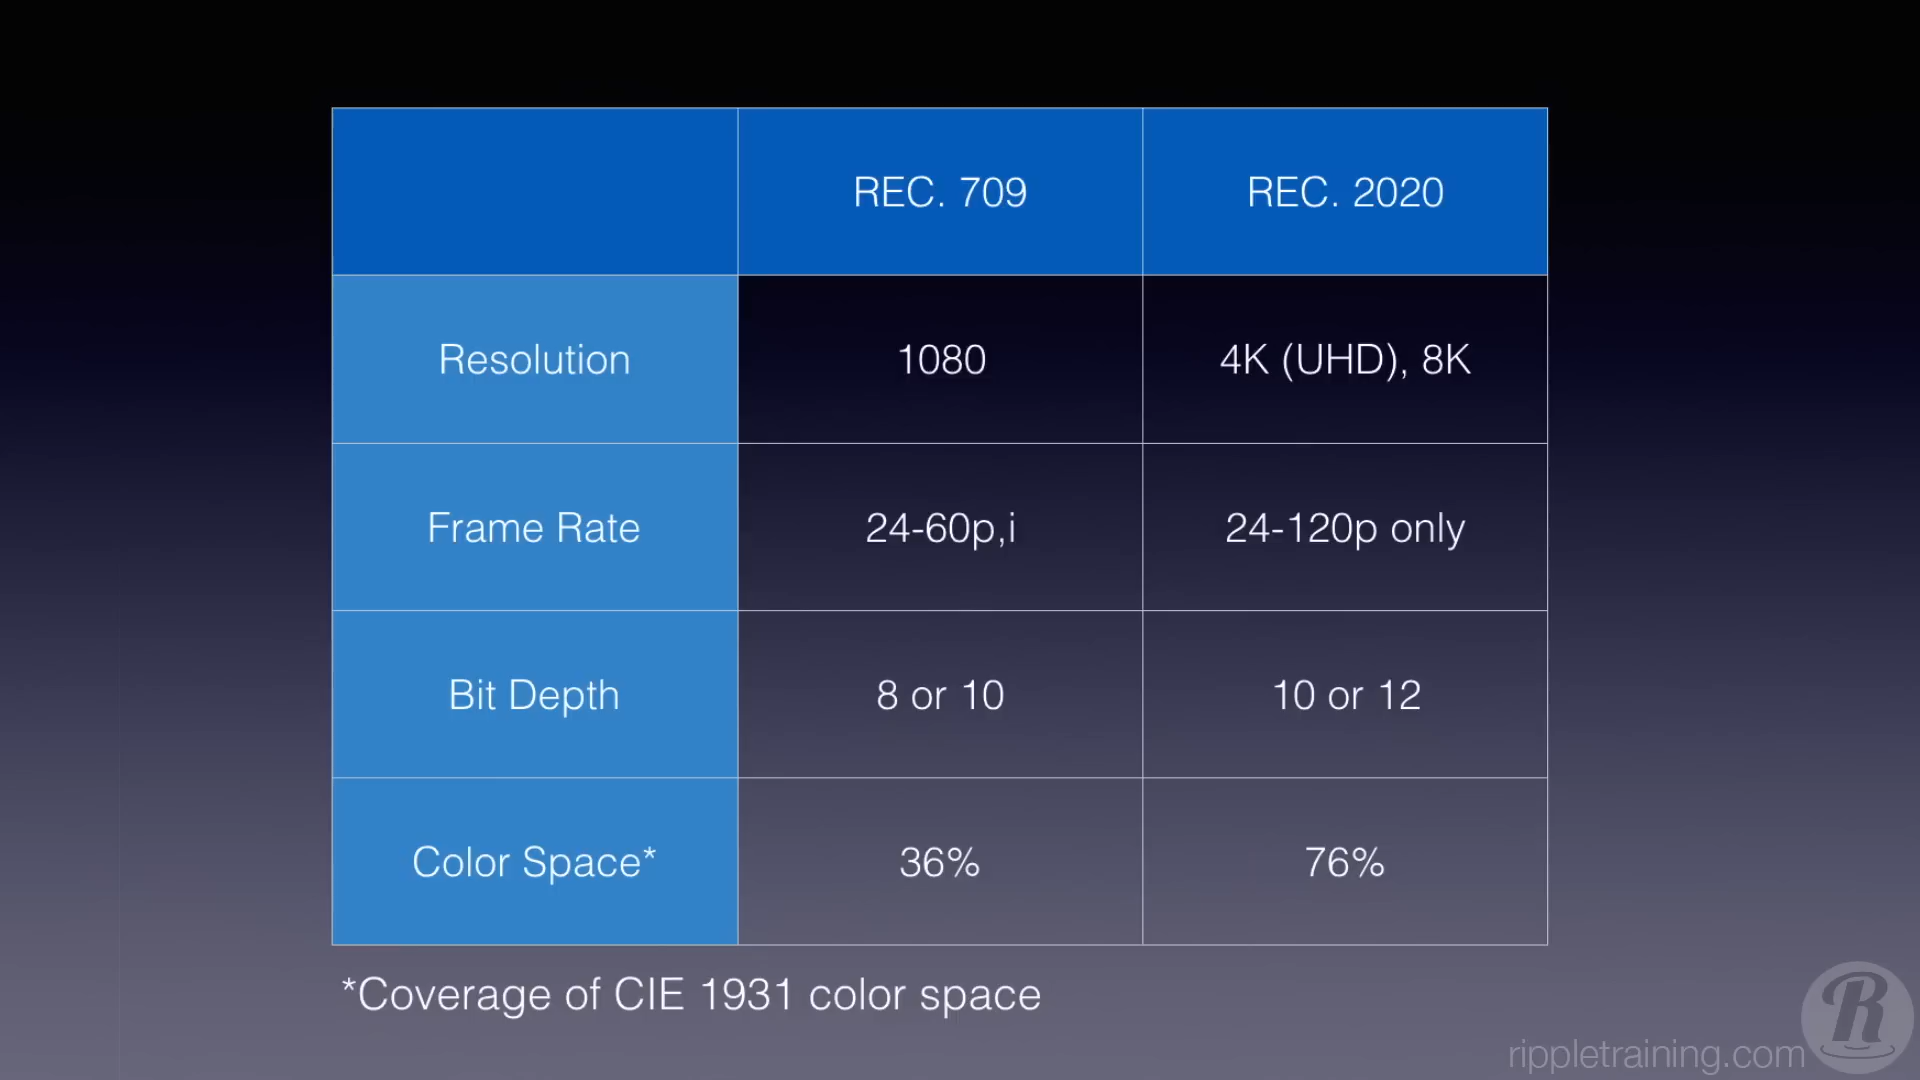 REC. 709 REC. 2020
Resolution 1080 4K (UHD), 8K
Frame Rate 24-60p,i 24-120p only
Bit Depth 8 or 10 10 or 12
Color Space* 36% 76%
*Coverage of CIE 1931 color space
R
rippletraining.com